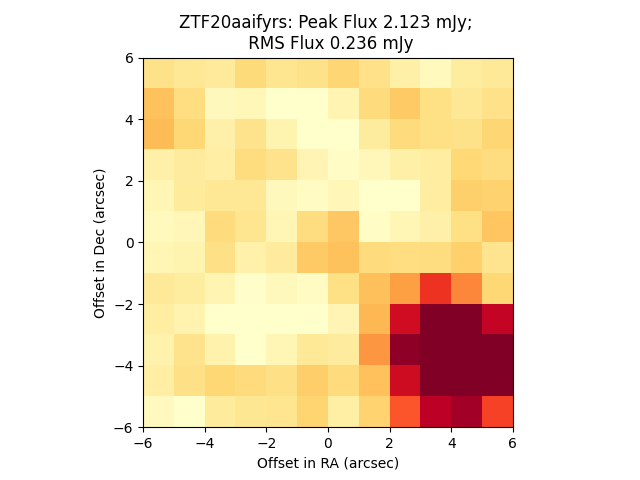 ZTF20aaifyrs: Peak Flux 2.123 mJy;
RMS Flux 0.236 mJy
6
4
2
0
−2
−4
−6
Offset in Dec (arcsec)
−6 −4 −2 0 2 4 6
Offset in RA (arcsec)